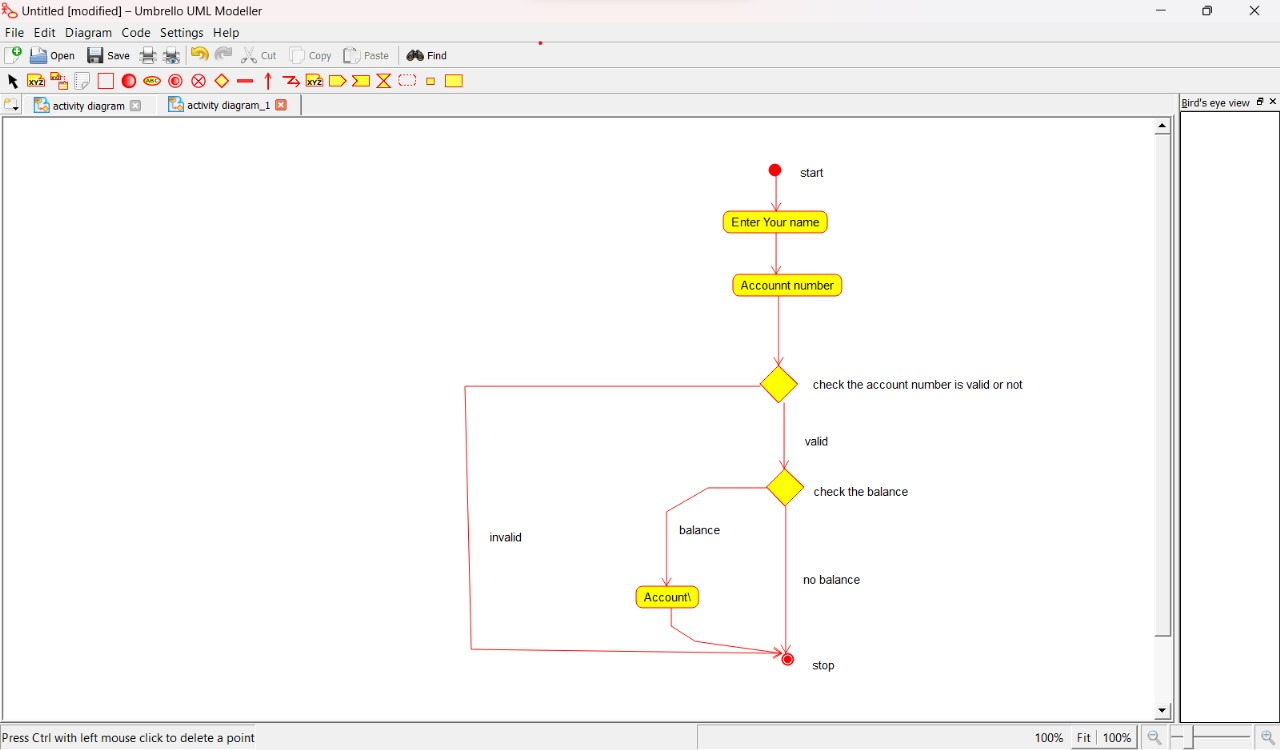 Untitled [modified] – Umbrello UML Modeller
File Edit Diagram Code Settings Help
Open Save Cut Copy Paste Find
XYZ ABC XYZ
activity diagram activity diagram_1 Bird's eye view
start
Enter Your name
Accounnt number
check the account number is valid or not
valid
check the balance
balance
invalid
no balance
Account\
stop
Press Ctrl with left mouse click to delete a point 100% Fit 100%